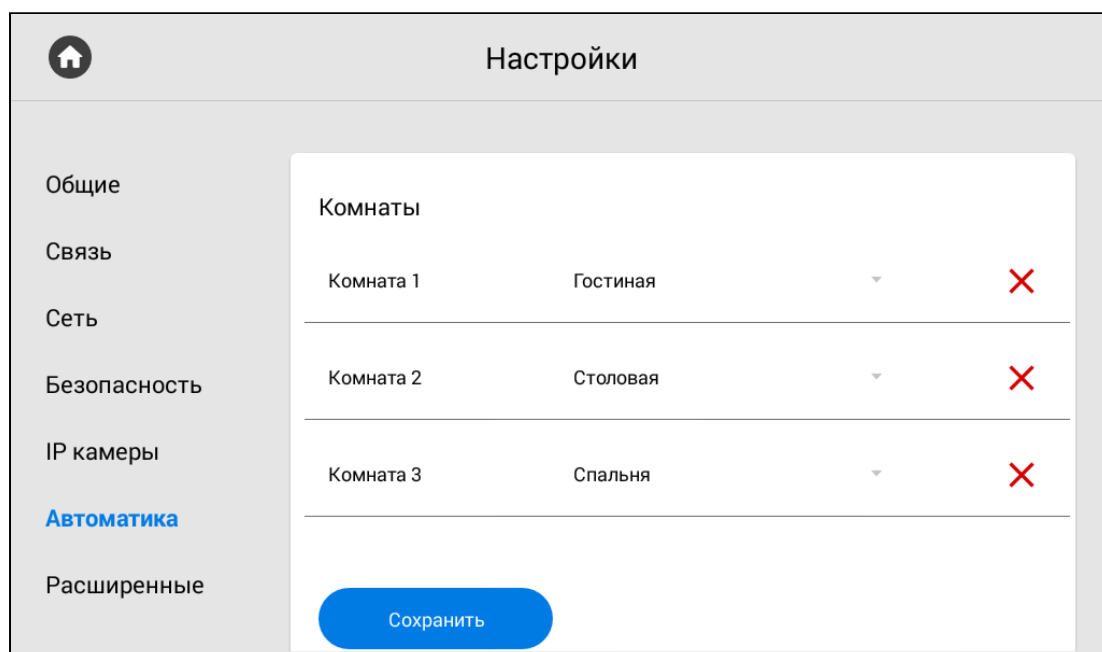 Настройки
Общие
Связь
Сеть
Безопасность
IP камеры
Автоматика
Расширенные
Комнаты
Комната 1 Гостиная
Комната 2 Столовая
Комната 3 Спальня
Сохранить